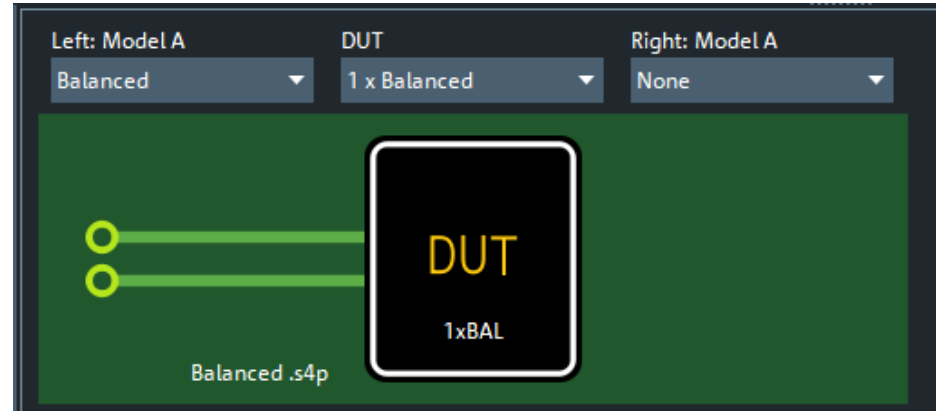 Left: Model A
DUT
Right: Model A
Balanced
1 x Balanced
None
DUT
1xBAL
Balanced .s4p